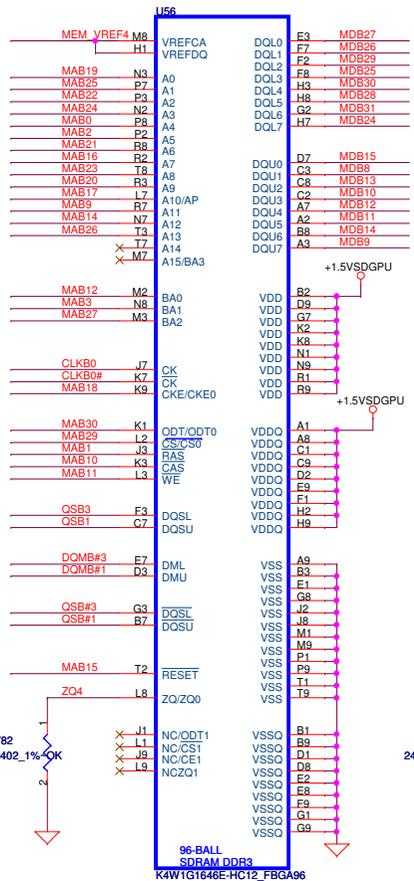 U56
MEM_VREF4 M8 VREFCA DQL0 E3 MDB27
H1 VREFDQ DQL1 F7 MDB26
DQL2 F2 MDB29
MAB19 N3 A0 DQL3 F8 MDB25
MAB25 P7 A1 DQL4 H3 MDB30
MAB22 P3 A2 DQL5 H8 MDB28
MAB24 N2 A3 DQL6 G2 MDB31
MAB0 P8 A4 DQL7 H7 MDB24
MAB2 P2 A5
MAB21 R8 A6
MAB16 R2 A7 DQU0 D7 MDB15
MAB23 T8 A8 DQU1 C3 MDB8
MAB20 R3 A9 DQU2 C8 MDB13
MAB17 L7 A10/AP DQU3 C2 MDB10
MAB9 R7 A11 DQU4 A7 MDB12
MAB14 N7 A12 DQU5 A2 MDB11
MAB26 T3 A13 DQU6 B8 MDB14
T7 A14 DQU7 A3 MDB9
M7 A15/BA3
+1.5VSDGPU
MAB12 M2 BA0 VDD B2
MAB3 N8 BA1 VDD D9
MAB27 M3 BA2 VDD G7
VDD K2
VDD K8
VDD N1
CLKB0 J7 CK VDD N9
CLKB0# K7 CK VDD R1
MAB18 K9 CKE/CKE0 VDD R9
+1.5VSDGPU
MAB30 K1 ODT/ODT0 VDDQ A1
MAB29 L2 CS/CS0 VDDQ A8
MAB1 J3 RAS VDDQ C1
MAB10 K3 CAS VDDQ C9
MAB11 L3 WE VDDQ D2
VDDQ E9
VDDQ F1
QSB3 F3 DQSL VDDQ H2
QSB1 C7 DQSU VDDQ H9
DQMB#3 E7 DML VSS A9
DQMB#1 D3 DMU VSS B3
VSS E1
VSS G8
QSB#3 G3 DQSL VSS J2
QSB#1 B7 DQSU VSS J8
VSS M1
VSS M9
VSS P1
MAB15 T2 RESET VSS P9
VSS T1
ZQ4 L8 ZQ/ZQ0 VSS T9
1
J1 NC/ODT1 VSSQ B1
782 L1 NC/CS1 VSSQ B9
402_1%~OK J9 NC/CE1 VSSQ D1 24
L9 NCZQ1 VSSQ D8
2 VSSQ E2
VSSQ E8
VSSQ F9
VSSQ G1
VSSQ G9
96-BALL
SDRAM DDR3
K4W1G1646E-HC12_FBGA96